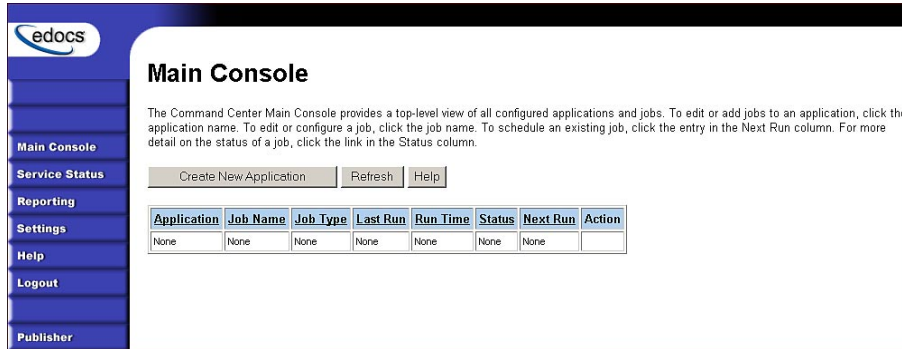 edocs
Main Console
The Command Center Main Console provides a top-level view of all configured applications and jobs. To edit or add jobs to an application, click the
application name. To edit or configure a job, click the job name. To schedule an existing job, click the entry in the Next Run column. For more
detail on the status of a job, click the link in the Status column.
Create New Application Refresh Help
Application Job Name Job Type Last Run Run Time Status Next Run Action
None None None None None None None
Main Console
Service Status
Reporting
Settings
Help
Logout
Publisher